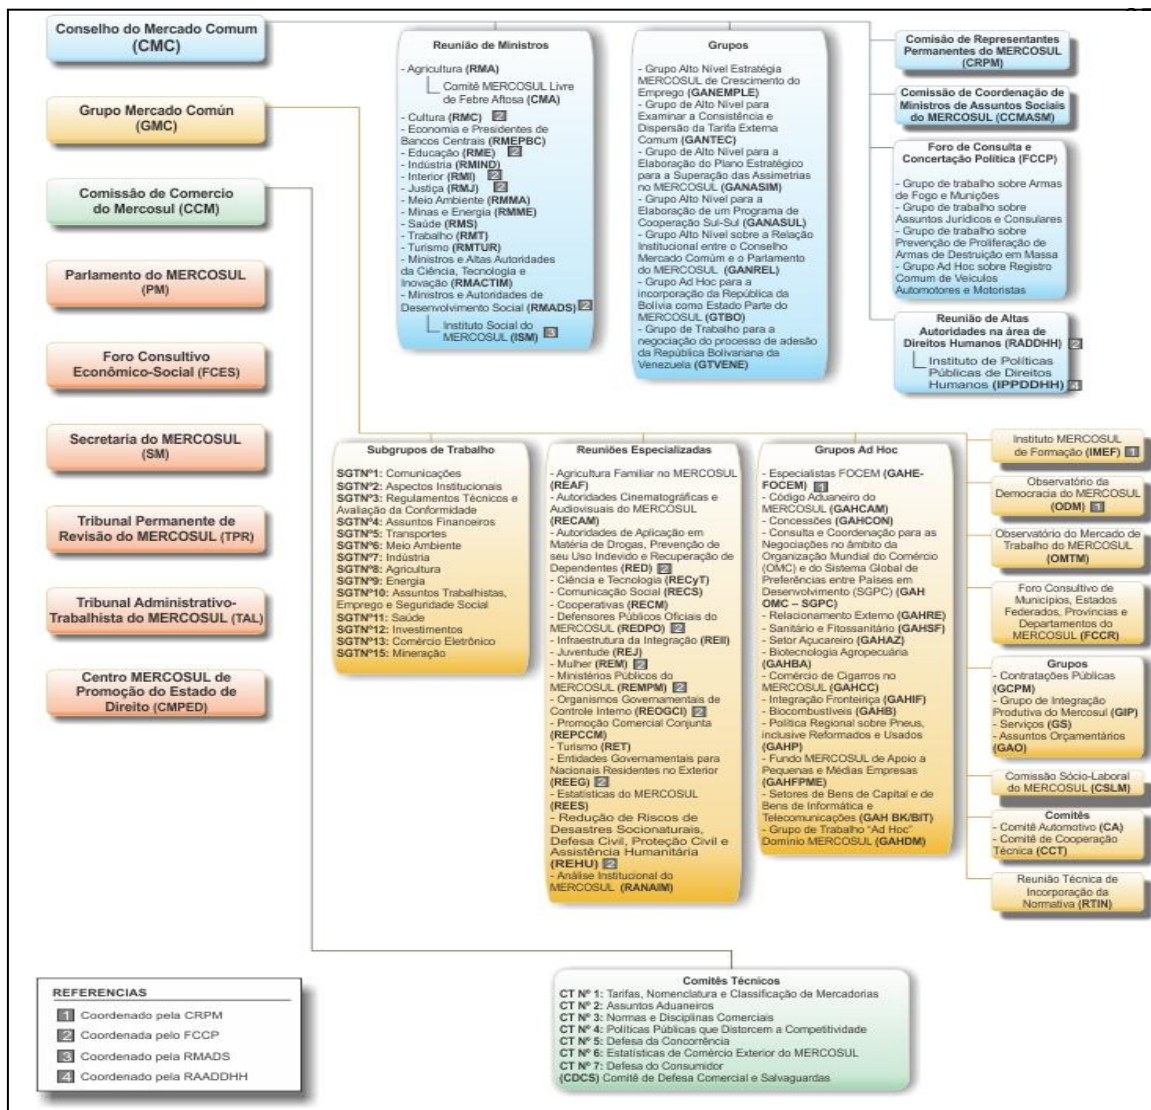 Conselho do Mercado Comum
(CMC)
Grupo Mercado Común
(GMC)
Comissão de Comercio
do Mercosul (CCM)
Parlamento do MERCOSUL
(PM)
Foro Consultivo
Econômico-Social (FCES)
Secretaria do MERCOSUL
(SM)
Tribunal Permanente de
Revisão do MERCOSUL (TPR)
Tribunal Administrativo-
Trabalhista do MERCOSUL (TAL)
Centro MERCOSUL de
Promoção do Estado de
Direito (CMPED)
Reunião de Ministros
- Agricultura (RMA)
Comitê MERCOSUL Livre
de Febre Aftosa (CMA)
- Cultura (RMC) 2
- Economia e Presidentes de
Bancos Centrais (RMEPBC)
- Educação (RME) 2
- Indústria (RMIND)
- Interior (RMI) 2
- Justiça (RMJ) 2
- Meio Ambiente (RMMA)
- Minas e Energia (RMME)
- Saúde (RMS)
- Trabalho (RMT)
- Turismo (RMTUR)
- Ministros e Altas Autoridades
da Ciência, Tecnologia e
Inovação (RMACTIM)
- Ministros e Autoridades de
Desenvolvimento Social (RMADS) 2
Instituto Social do
MERCOSUL (ISM) 3
Grupos
- Grupo Alto Nível Estratégia
MERCOSUL de Crescimento do
Emprego (GANEMPLE)
- Grupo de Alto Nível para
Examinar a Consistência e
Dispersão da Tarifa Externa
Comum (GANTEC)
- Grupo de Alto Nível para a
Elaboração do Plano Estratégico
para a Superação das Assimetrias
no MERCOSUL (GANASIM)
- Grupo Alto Nível para a
Elaboração de um Programa de
Cooperação Sul-Sul (GANASUL)
- Grupo Alto Nível sobre a Relação
Institucional entre o Conselho
Mercado Comúm e o Parlamento
do MERCOSUL (GANREL)
- Grupo Ad Hoc para a
incorporação da República da
Bolívia como Estado Parte do
MERCOSUL (GTBO)
- Grupo de Trabalho para a
negociação do processo de adesão
da República Bolivariana da
Venezuela (GTVENE)
Comisão de Representantes
Permanentes do MERCOSUL
(CRPM)
Comissão de Coordenação de
Ministros de Assuntos Sociais
do MERCOSUL (CCMASM)
Foro de Consulta e
Concertação Política (FCCP)
- Grupo de trabalho sobre Armas
de Fogo e Munições
- Grupo de trabalho sobre
Assuntos Jurídicos e Consulares
- Grupo de trabalho sobre
Prevenção de Proliferação de
Armas de Destruição em Massa
- Grupo Ad Hoc sobre Registro
Comum de Veículos
Automotores e Motoristas
Reunião de Altas
Autoridades na área de
Direitos Humanos (RADDHH) 2
Instituto de Políticas
Públicas de Direitos
Humanos (IPPDDHH) 4
Subgrupos de Trabalho
SGTNº1: Comunicações
SGTNº2: Aspectos Institucionais
SGTNº3: Regulamentos Técnicos e
Avaliação da Conformidade
SGTNº4: Assuntos Financeiros
SGTNº5: Transportes
SGTNº6: Meio Ambiente
SGTNº7: Indústria
SGTNº8: Agricultura
SGTNº9: Energia
SGTNº10: Assuntos Trabalhistas,
Emprego e Seguridade Social
SGTNº11: Saúde
SGTNº12: Investimentos
SGTNº13: Comércio Eletrônico
SGTNº15: Mineração
Reuniões Especializadas
- Agricultura Familiar no MERCOSUL
(REAF)
- Autoridades Cinematográficas e
Audiovisuais do MERCOSUL
(RECAM)
- Autoridades de Aplicação em
Matéria de Drogas, Prevenção de
seu Uso Indevido e Recuperação de
Dependentes (RED) 2
- Ciência e Tecnologia (RECyT)
- Comunicação Social (RECS)
- Cooperativas (RECM)
- Defensores Públicos Oficiais do
MERCOSUL (REDPO) 2
- Infraestrutura da Integração (REII)
- Juventude (REJ)
- Mulher (REM) 2
- Ministérios Públicos do
MERCOSUL (REMPM) 2
- Organismos Governamentais de
Controle Interno (REOGCI) 2
- Promoção Comercial Conjunta
(REPCCM)
- Turismo (RET)
- Entidades Governamentais para
Nacionais Residentes no Exterior
(REEG) 2
- Estatísticas do MERCOSUL
(REES)
- Redução de Riscos de
Desastres Socionaturais,
Defesa Civil, Proteção Civil e
Assistência Humanitária
(REHU) 2
- Análise Institucional do
MERCOSUL (RANAIM)
Grupos Ad Hoc
- Especialistas FOCEM (GAHE-
FOCEM) 1
- Código Aduaneiro do
MERCOSUL (GAHCAM)
- Concessões (GAHCON)
- Consulta e Coordenação para as
Negociações no âmbito da
Organização Mundial do Comércio
(OMC) e do Sistema Global de
Preferências entre Países em
Desenvolvimento (SGPC) (GAH
OMC – SGPC)
- Relacionamento Externo (GAHRE)
- Sanitário e Fitossanitário (GAHSF)
- Setor Açucareiro (GAHAZ)
- Biotecnologia Agropecuária
(GAHBA)
- Comércio de Cigarros no
MERCOSUL (GAHCC)
- Integração Fronteiriça (GAHIF)
- Biocombustíveis (GAHB)
- Política Regional sobre Pneus,
inclusive Reformados e Usados
(GAHP)
- Fundo MERCOSUL de Apoio a
Pequenas e Médias Empresas
(GAHFPME)
- Setores de Bens de Capital e de
Bens de Informática e
Telecomunicações (GAH BK/BIT)
- Grupo de Trabalho "Ad Hoc"
Domínio MERCOSUL (GAHDM)
Instituto MERCOSUL
de Formação (IMEF) 1
Observatório da
Democracia do MERCOSUL
(ODM) 1
Observatório do Mercado de
Trabalho do MERCOSUL
(OMTM)
Foro Consultivo de
Municípios, Estados
Federados, Províncias e
Departamentos do
MERCOSUL (FCCR)
Grupos
- Contratações Públicas
(GCPM)
- Grupo de Integração
Produtiva do Mercosul (GIP)
- Serviços (GS)
- Assuntos Orçamentários
(GAO)
Comissão Sócio-Laboral
do MERCOSUL (CSLM)
Comitês
- Comitê Automotivo (CA)
- Comitê de Cooperação
Técnica (CCT)
Reunião Técnica de
Incorporação da
Normativa (RTIN)
Comitês Técnicos
CT Nº 1: Tarifas, Nomenclatura e Classificação de Mercadorias
CT Nº 2: Assuntos Aduaneiros
CT Nº 3: Normas e Disciplinas Comerciais
CT Nº 4: Políticas Públicas que Distorcem a Competitividade
CT Nº 5: Defesa da Concorrência
CT Nº 6: Estatísticas de Comércio Exterior do MERCOSUL
CT Nº 7: Defesa do Consumidor
(CDCS) Comitê de Defesa Comercial e Salvaguardas
REFERENCIAS
1 Coordenado pela CRPM
2 Coordenada pelo FCCP
3 Coordenado pela RMADS
4 Coordenado pela RAADDHH